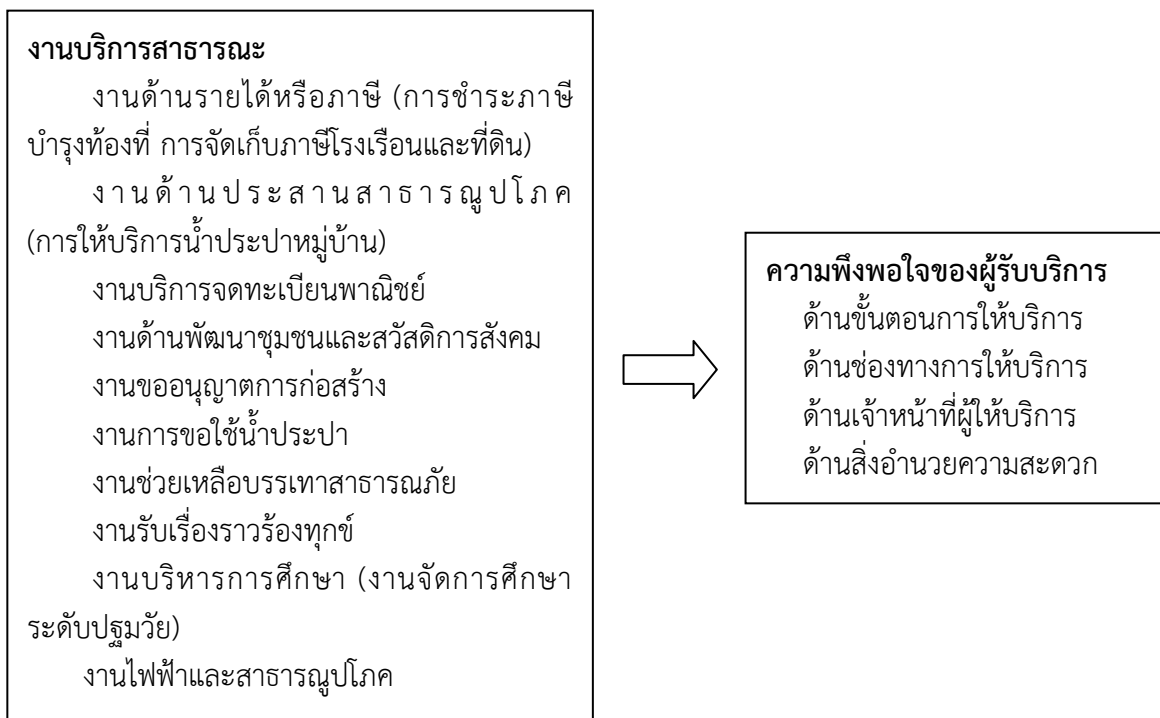 งานบริการสาธารณะ
งานด้านรายได้หรือภาษี (การชำระภาษี
บำรุงท้องที่ การจัดเก็บภาษีโรงเรือนและที่ดิน)
งานด้านประสานสาธารณูปโภค
(การให้บริการน้ำประปาหมู่บ้าน)
งานบริการจดทะเบียนพาณิชย์
งานด้านพัฒนาชุมชนและสวัสดิการสังคม
งานขออนุญาตการก่อสร้าง
งานการขอใช้น้ำประปา
งานช่วยเหลือบรรเทาสาธารณภัย
งานรับเรื่องราวร้องทุกข์
งานบริหารการศึกษา (งานจัดการศึกษา
ระดับปฐมวัย)
งานไฟฟ้าและสาธารณูปโภค
ความพึงพอใจของผู้รับบริการ
ด้านขั้นตอนการให้บริการ
ด้านช่องทางการให้บริการ
ด้านเจ้าหน้าที่ผู้ให้บริการ
ด้านสิ่งอำนวยความสะดวก